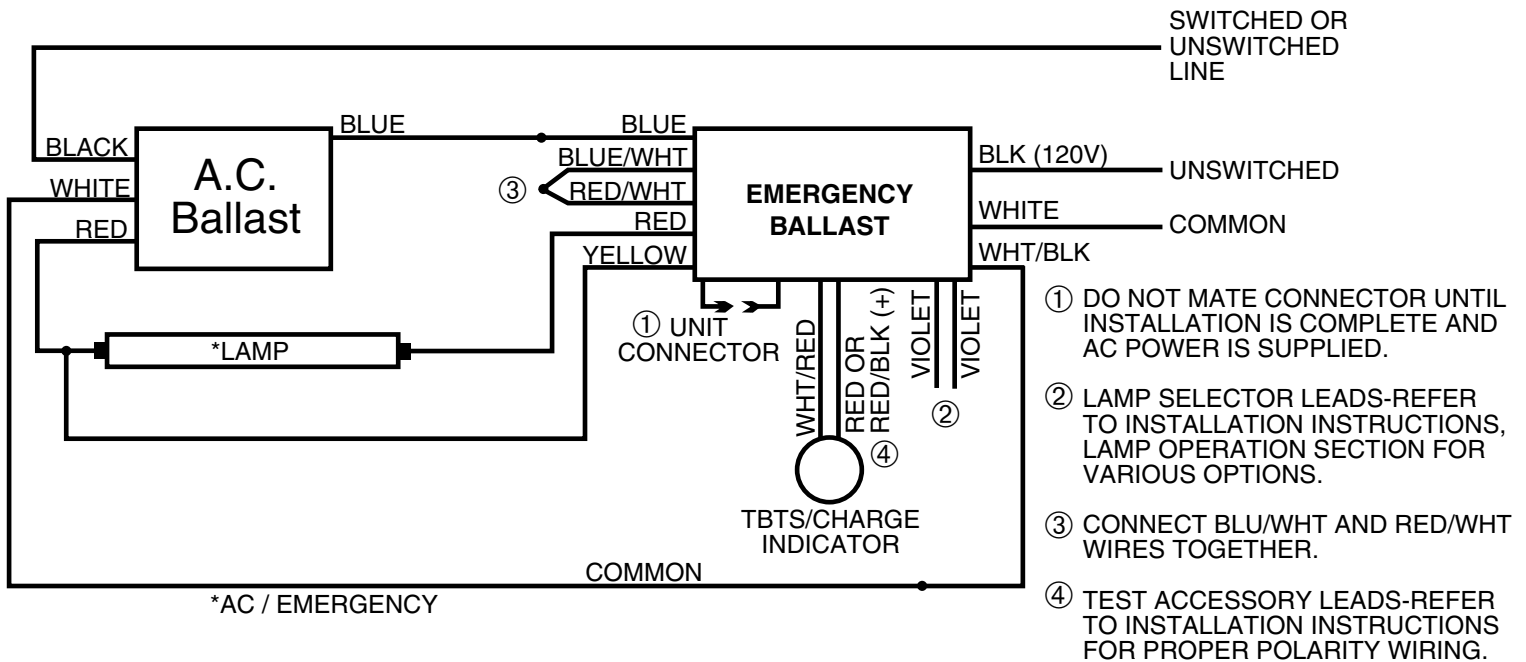 SWITCHED OR
UNSWITCHED
LINE
BLACK
WHITE
RED
A.C.
Ballast
BLUE
BLUE
BLUE/WHT
③
RED/WHT
RED
YELLOW
EMERGENCY
BALLAST
BLK (120V)
UNSWITCHED
WHITE
COMMON
WHT/BLK
*LAMP
① UNIT
CONNECTOR
WHT/RED
RED OR
RED/BLK (+)
④
VIOLET
VIOLET
②
TBTS/CHARGE
INDICATOR
COMMON
*AC / EMERGENCY
① DO NOT MATE CONNECTOR UNTIL
INSTALLATION IS COMPLETE AND
AC POWER IS SUPPLIED.
② LAMP SELECTOR LEADS-REFER
TO INSTALLATION INSTRUCTIONS,
LAMP OPERATION SECTION FOR
VARIOUS OPTIONS.
③ CONNECT BLU/WHT AND RED/WHT
WIRES TOGETHER.
④ TEST ACCESSORY LEADS-REFER
TO INSTALLATION INSTRUCTIONS
FOR PROPER POLARITY WIRING.